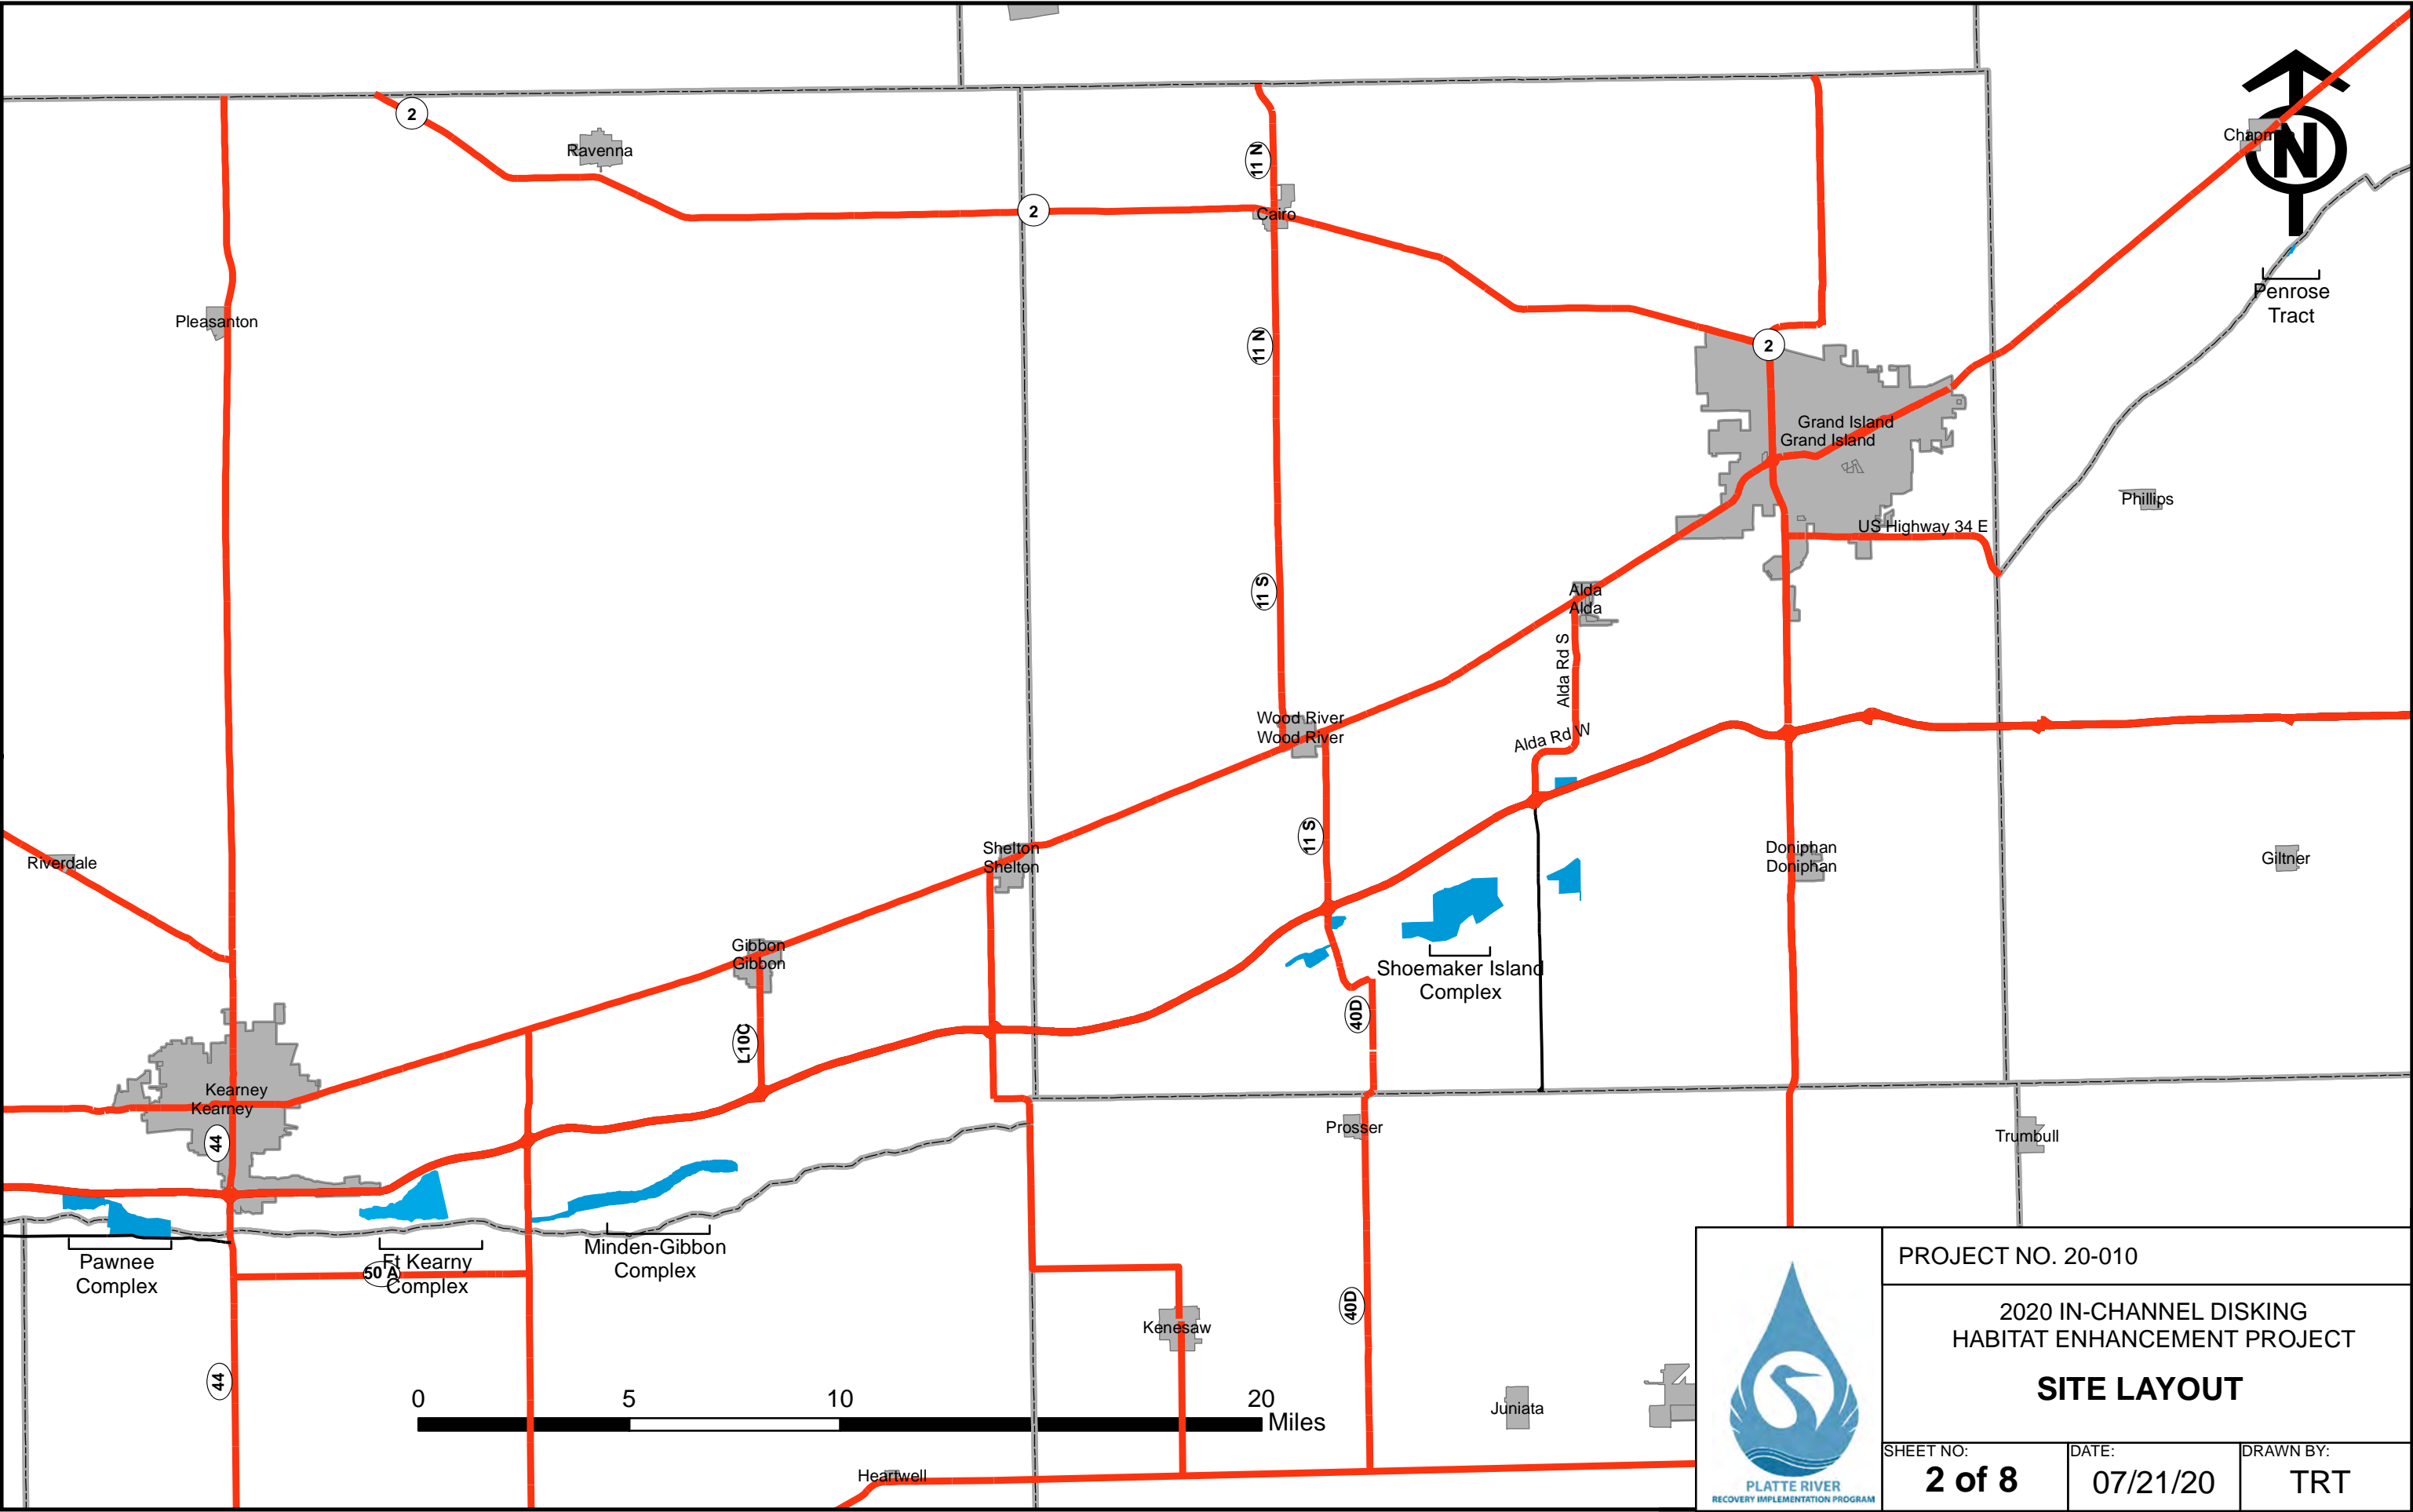 2
Ravenna
11 N
Chapm
N
2
Cairo
Penrose
Tract
Pleasanton
11 N
2
Grand Island
Grand Island
Phillips
US Highway 34 E
11 S
Alda
Alda
Alda Rd S
Wood River
Wood River
Alda Rd W
11 S
Shelton
Shelton
Doniphan
Doniphan
Giltner
Riverdale
Gibbon
Gibbon
Shoemaker Island
Complex
L10C
40D
Kearney
Kearney
44
Prosser
Trumbull
Pawnee
Complex
50 A
Ft Kearny
Complex
Minden-Gibbon
Complex
40D
Kenesaw
44
0 5 10 20
Miles
Juniata
Heartwell
PLATTE RIVER
RECOVERY IMPLEMENTATION PROGRAM
PROJECT NO. 20-010
2020 IN-CHANNEL DISKING
HABITAT ENHANCEMENT PROJECT
SITE LAYOUT
SHEET NO:
2 of 8
DATE:
07/21/20
DRAWN BY:
TRT